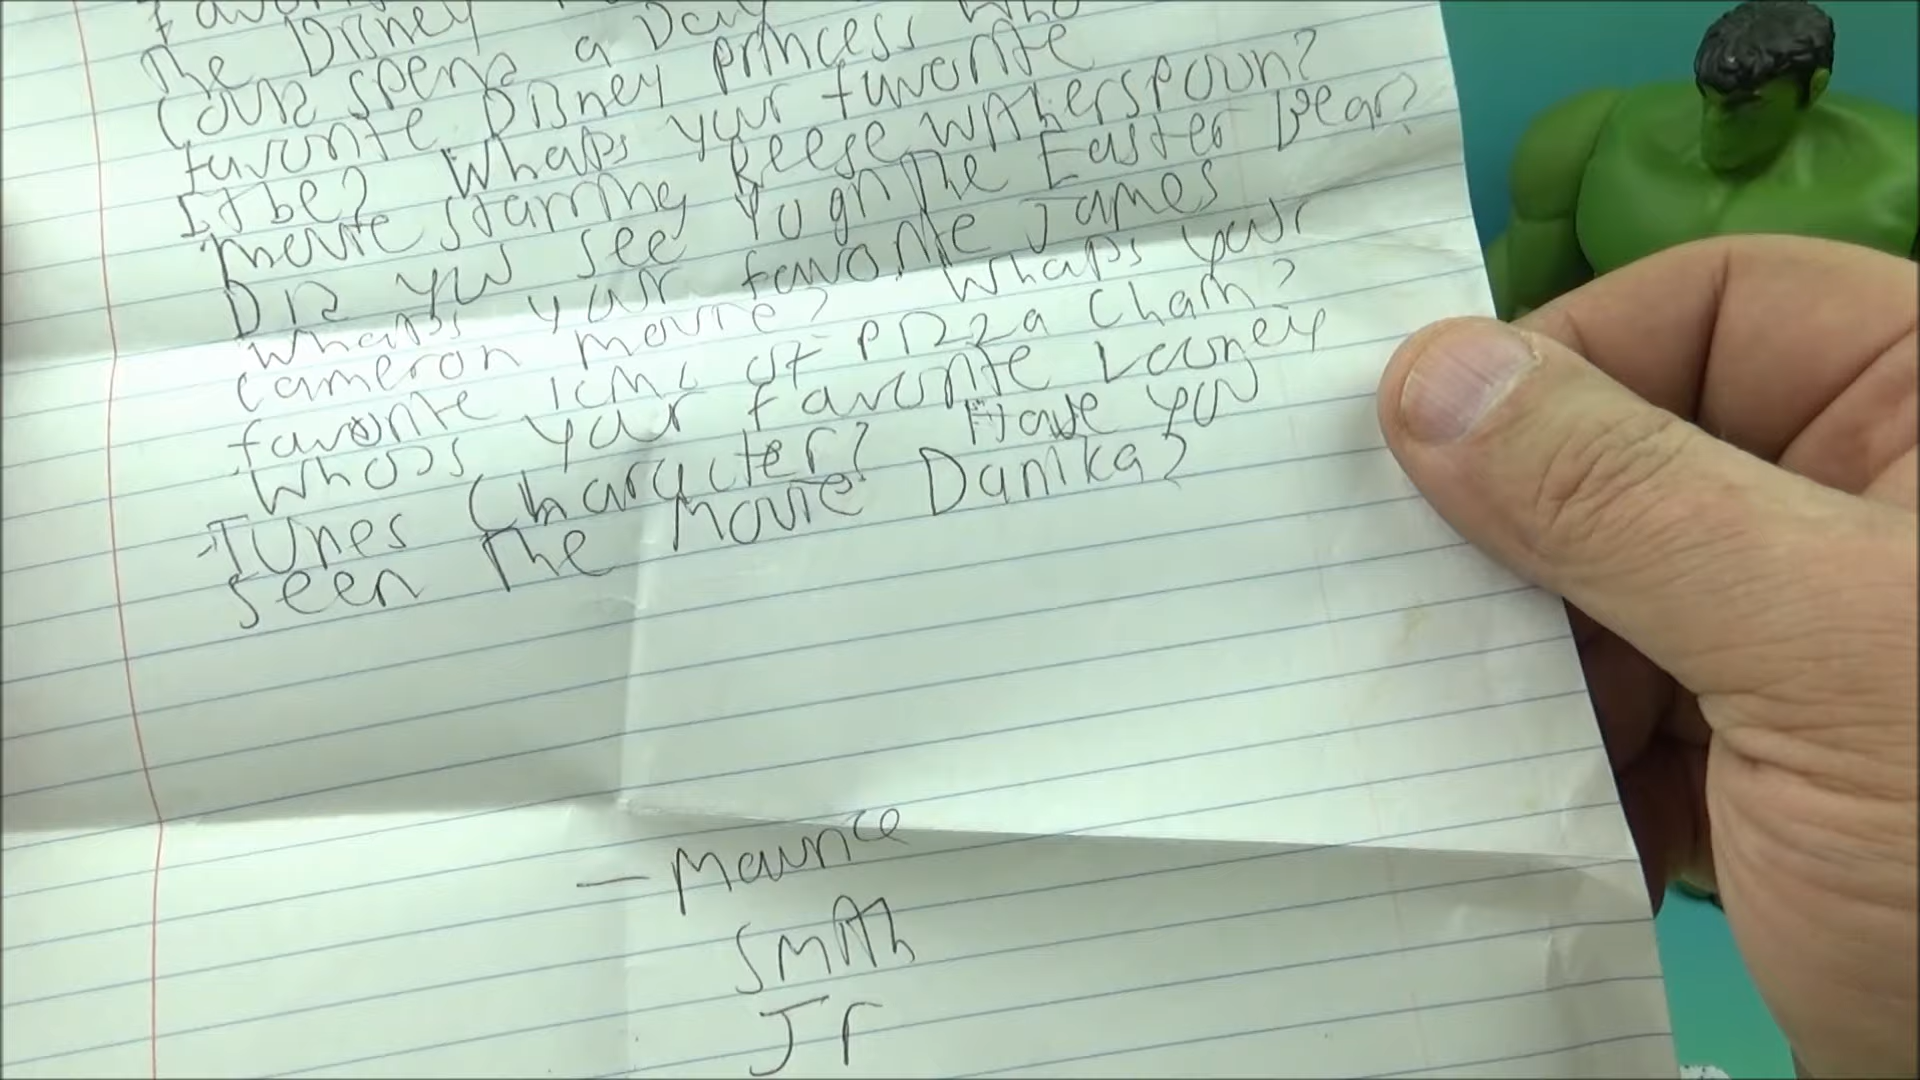 The Disney
Could spend a Day
favorite Disney princess who
It be? Whats your favorite
movie starring Reese Witherspoon?
Did you see Yogi The Easter Bear?
Whats your favorite James
Cameron movie? Whats your
favorite kind of pizza chain?
Whos your favorite Looney
Tunes Character? Have you
seen The Movie Danika?
— Maurice
Smith
Jr